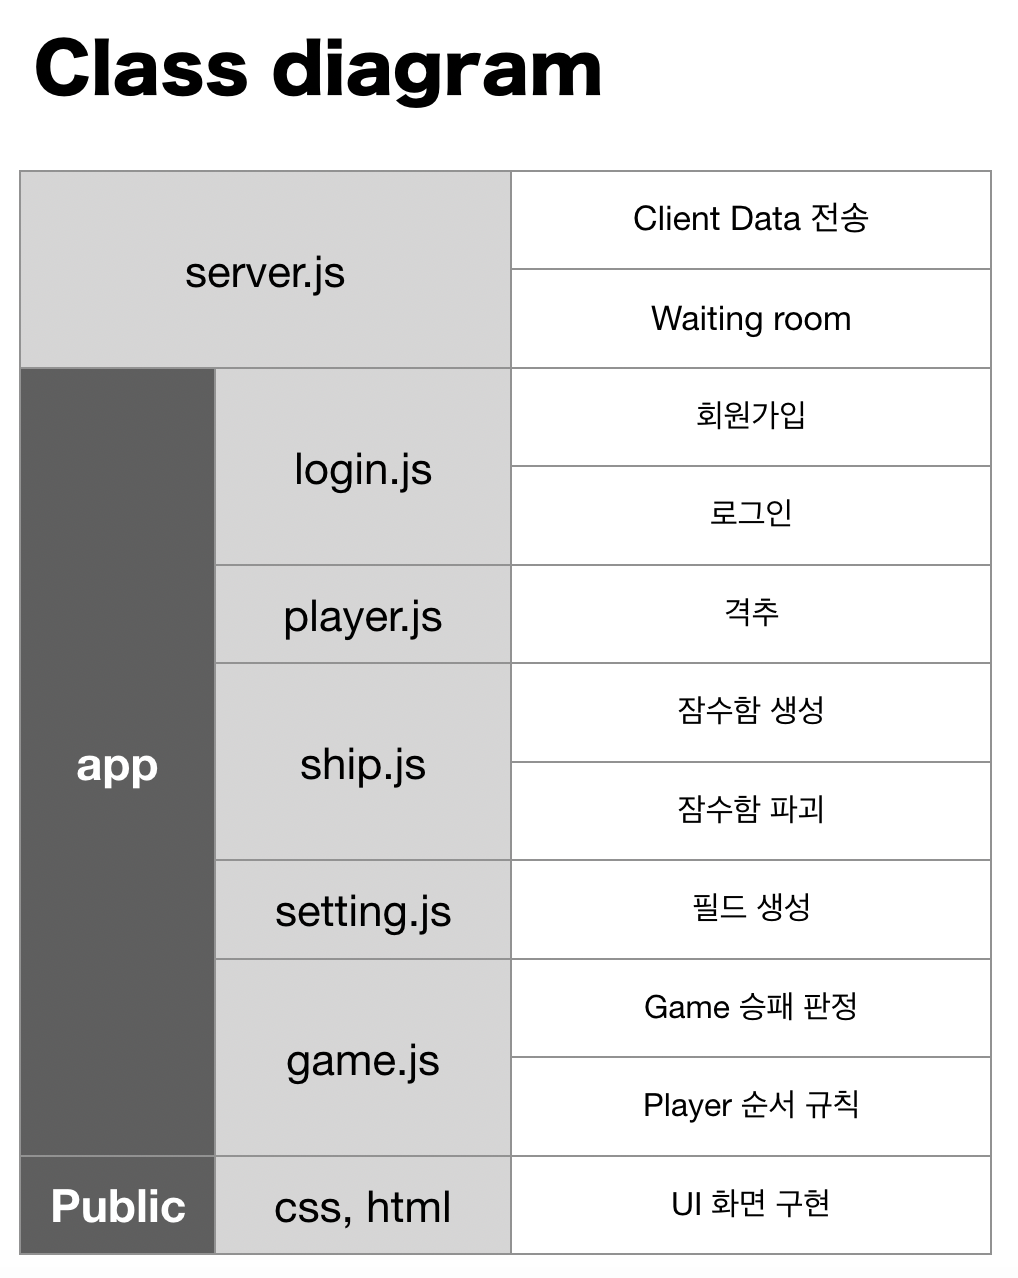 Class diagram
server.js
Client Data 전송
Waiting room
app
login.js
회원가입
로그인
player.js
격추
ship.js
잠수함 생성
잠수함 파괴
setting.js
필드 생성
game.js
Game 승패 판정
Player 순서 규칙
Public
css, html
UI 화면 구현